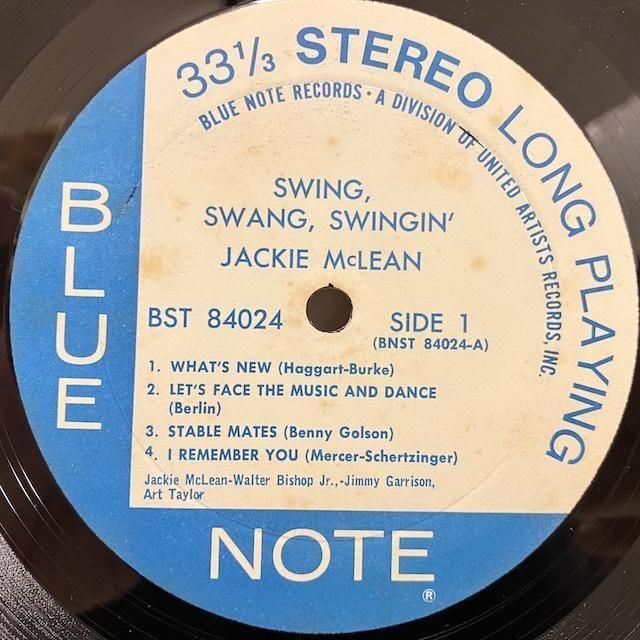 33⅓ STEREO LONG PLAYING
BLUE NOTE RECORDS • A DIVISION OF UNITED ARTISTS RECORDS, INC.
SWING,
SWANG, SWINGIN'
JACKIE McLEAN
BST 84024
SIDE 1
(BNST 84024-A)
1. WHAT'S NEW (Haggart-Burke)
2. LET'S FACE THE MUSIC AND DANCE
(Berlin)
3. STABLE MATES (Benny Golson)
4. I REMEMBER YOU (Mercer-Schertzinger)
Jackie McLean-Walter Bishop Jr.,-Jimmy Garrison,
Art Taylor
BLUE
NOTE ®